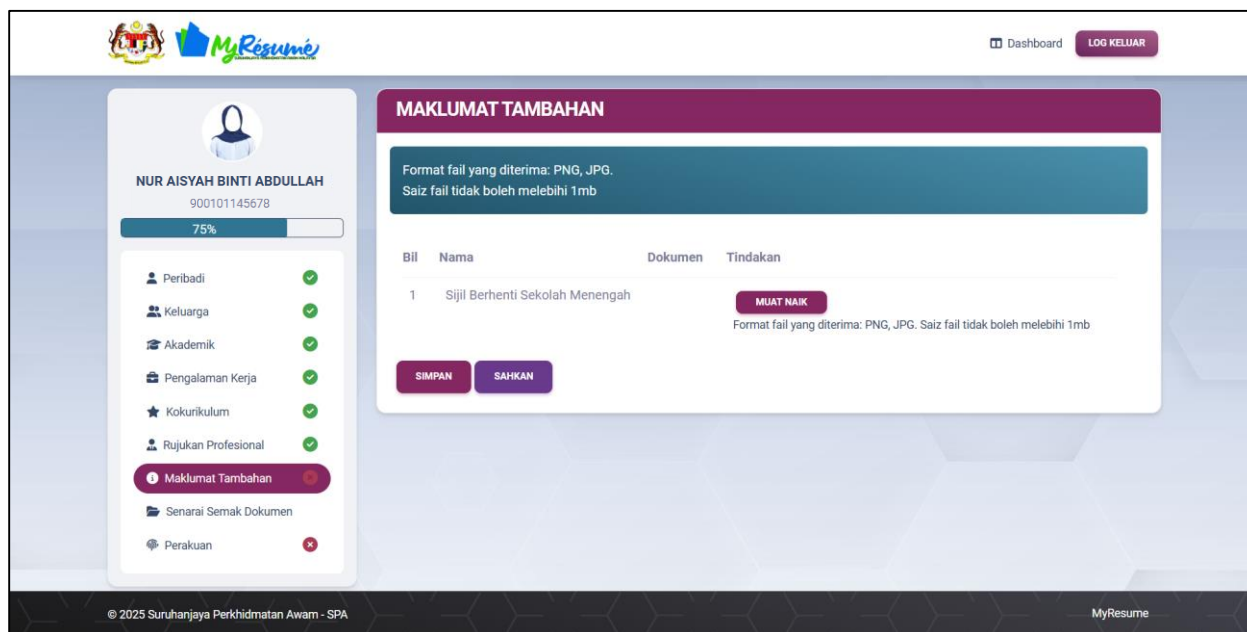 MyRésumé
Dashboard
LOG KELUAR
NUR AISYAH BINTI ABDULLAH
900101145678
75%
Peribadi
Keluarga
Akademik
Pengalaman Kerja
Kokurikulum
Rujukan Profesional
Maklumat Tambahan
Senarai Semak Dokumen
Perakuan
MAKLUMAT TAMBAHAN
Format fail yang diterima: PNG, JPG.
Saiz fail tidak boleh melebihi 1mb
Bil Nama Dokumen Tindakan
1 Sijil Berhenti Sekolah Menengah MUAT NAIK
Format fail yang diterima: PNG, JPG. Saiz fail tidak boleh melebihi 1mb
SIMPAN SAHKAN
© 2025 Suruhanjaya Perkhidmatan Awam - SPA
MyResume